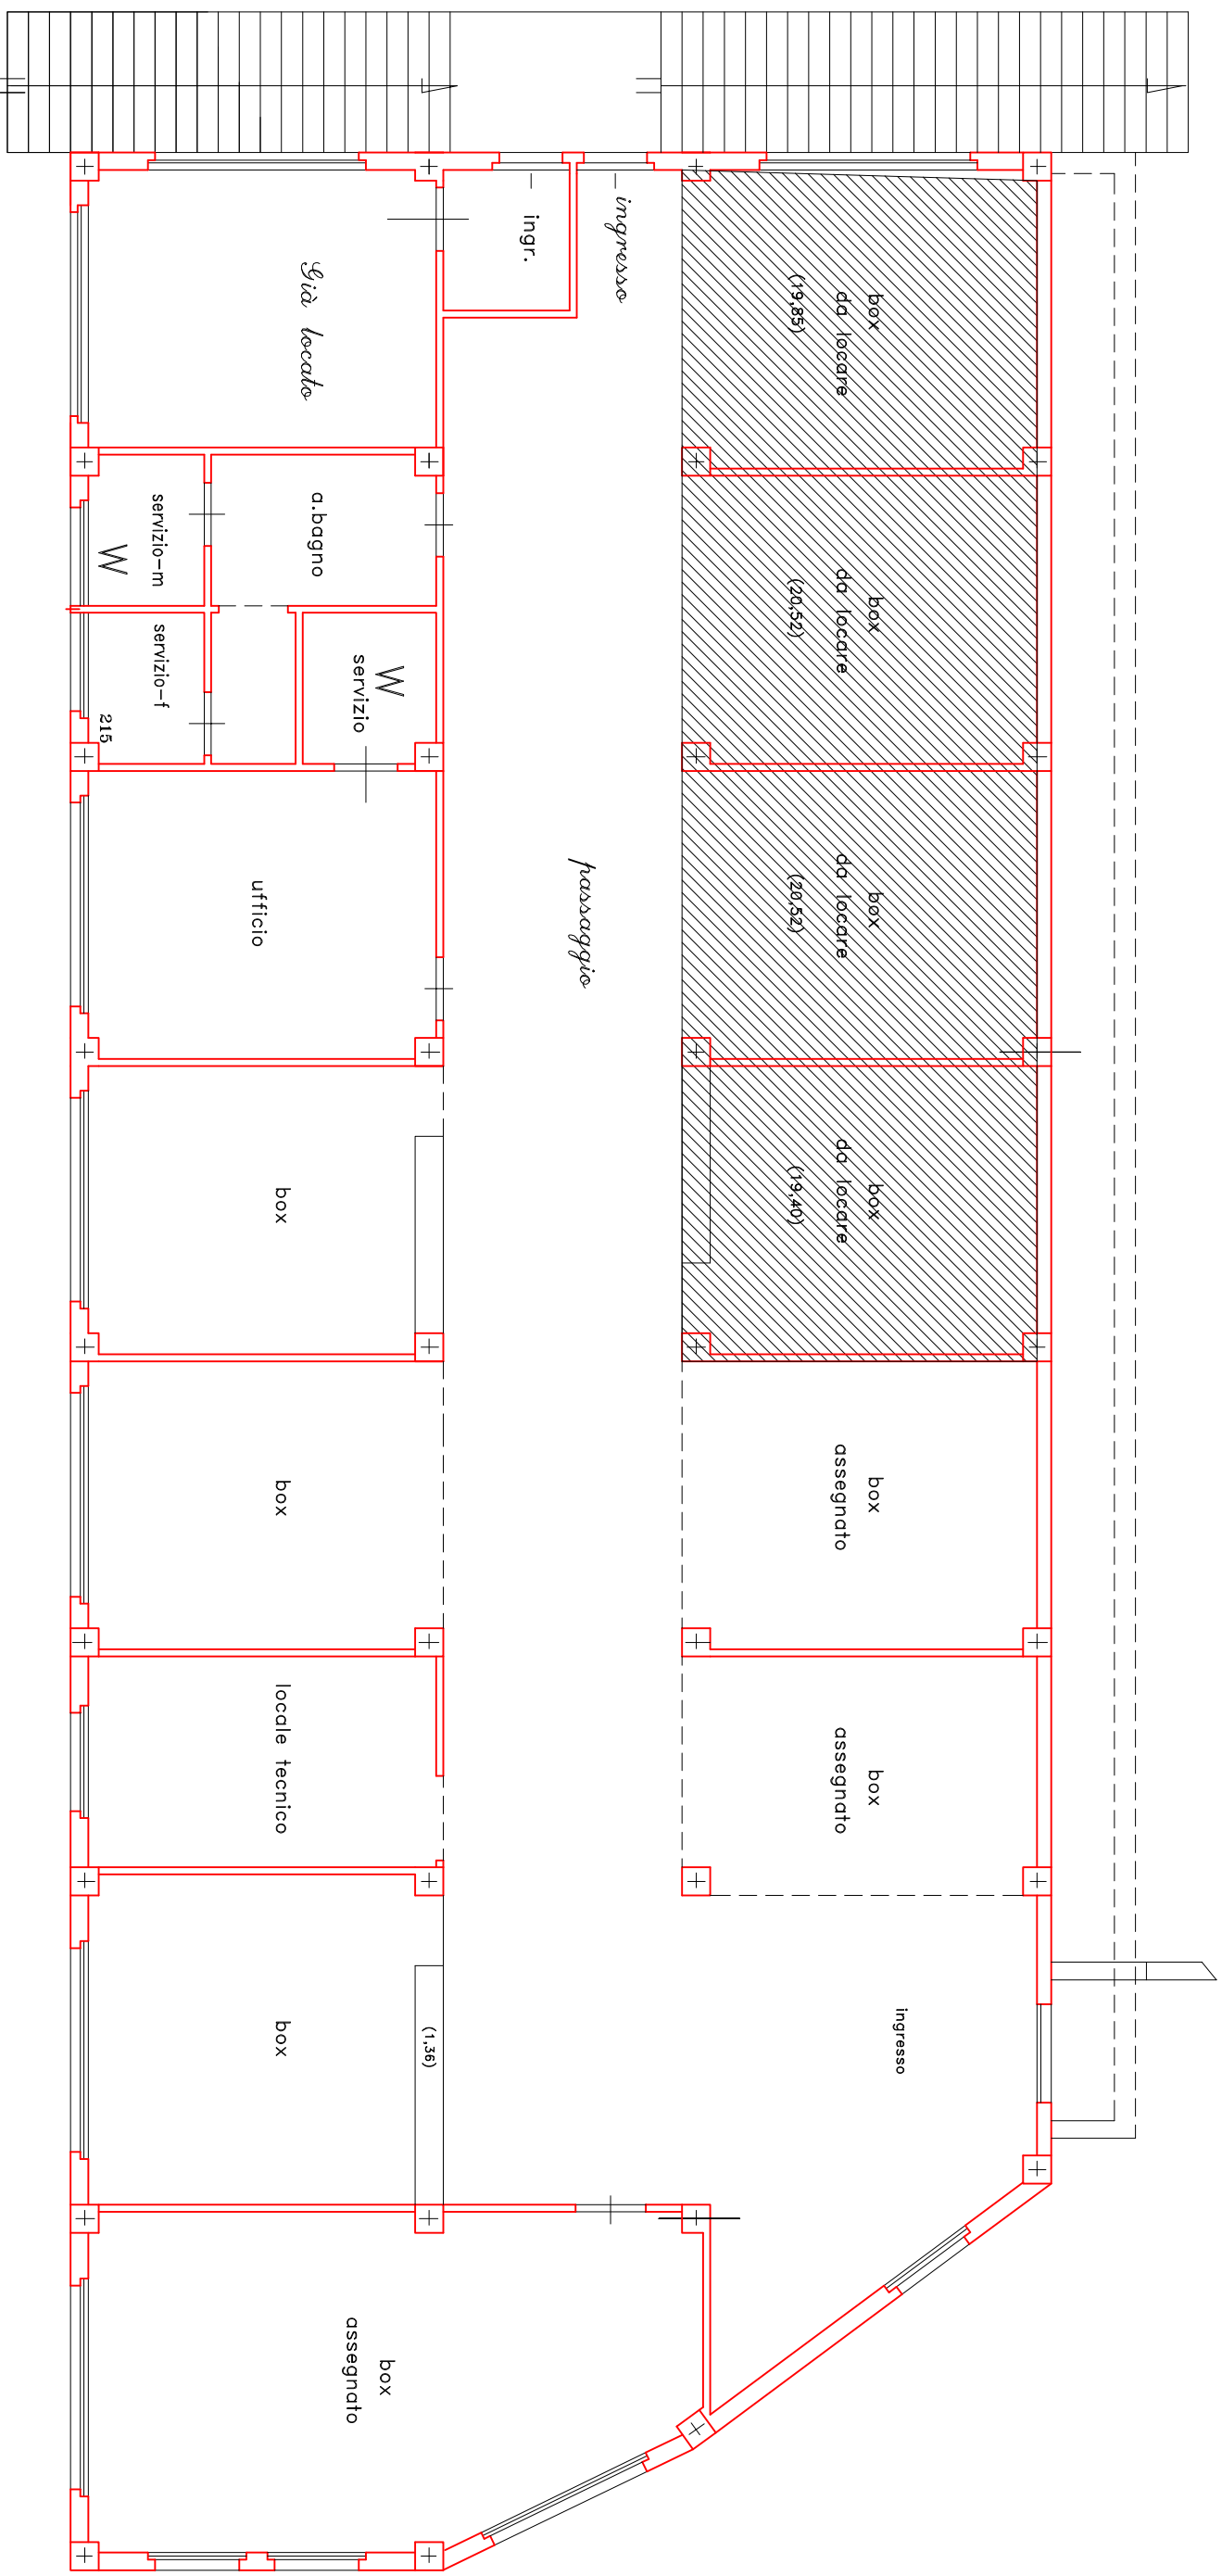 box
da locare
(19,85)
box
da locare
(20,52)
box
da locare
(20,52)
box
da locare
(19,40)
box
assegnato
box
assegnato
ingresso
ingresso
ingr.
passaggio
Già locato
a.bagno
servizio-m
W
W
servizio
servizio-f
215
ufficio
box
box
locale tecnico
box
(1,36)
box
assegnato